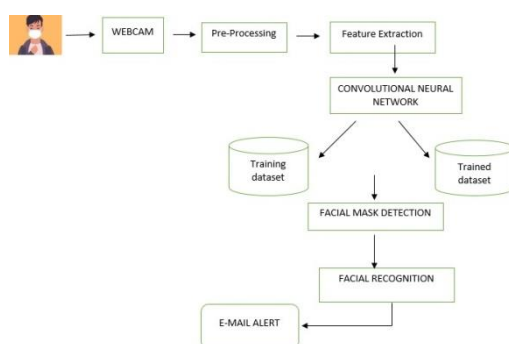 WEBCAM
Pre-Processing
Feature Extraction
CONVOLUTIONAL NEURAL
NETWORK
Training
dataset
Trained
dataset
FACIAL MASK DETECTION
FACIAL RECOGNITION
E-MAIL ALERT